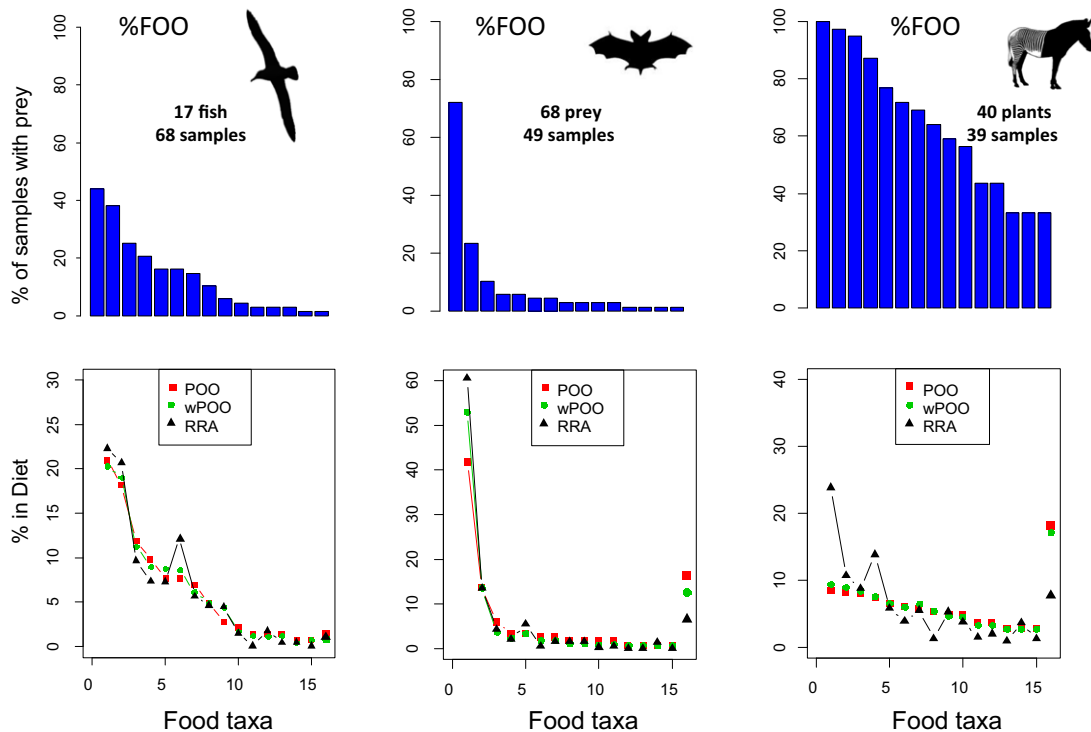 %FOO
17 fish
68 samples
% of samples with prey
0
20
40
60
80
100
%FOO
68 prey
49 samples
0
20
40
60
80
100
%FOO
40 plants
39 samples
0
20
40
60
80
100
POO
wPOO
RRA
% in Diet
0
5
10
15
20
25
30
0
5
10
15
Food taxa
POO
wPOO
RRA
0
10
20
30
40
50
60
0
5
10
15
Food taxa
POO
wPOO
RRA
0
10
20
30
40
0
5
10
15
Food taxa